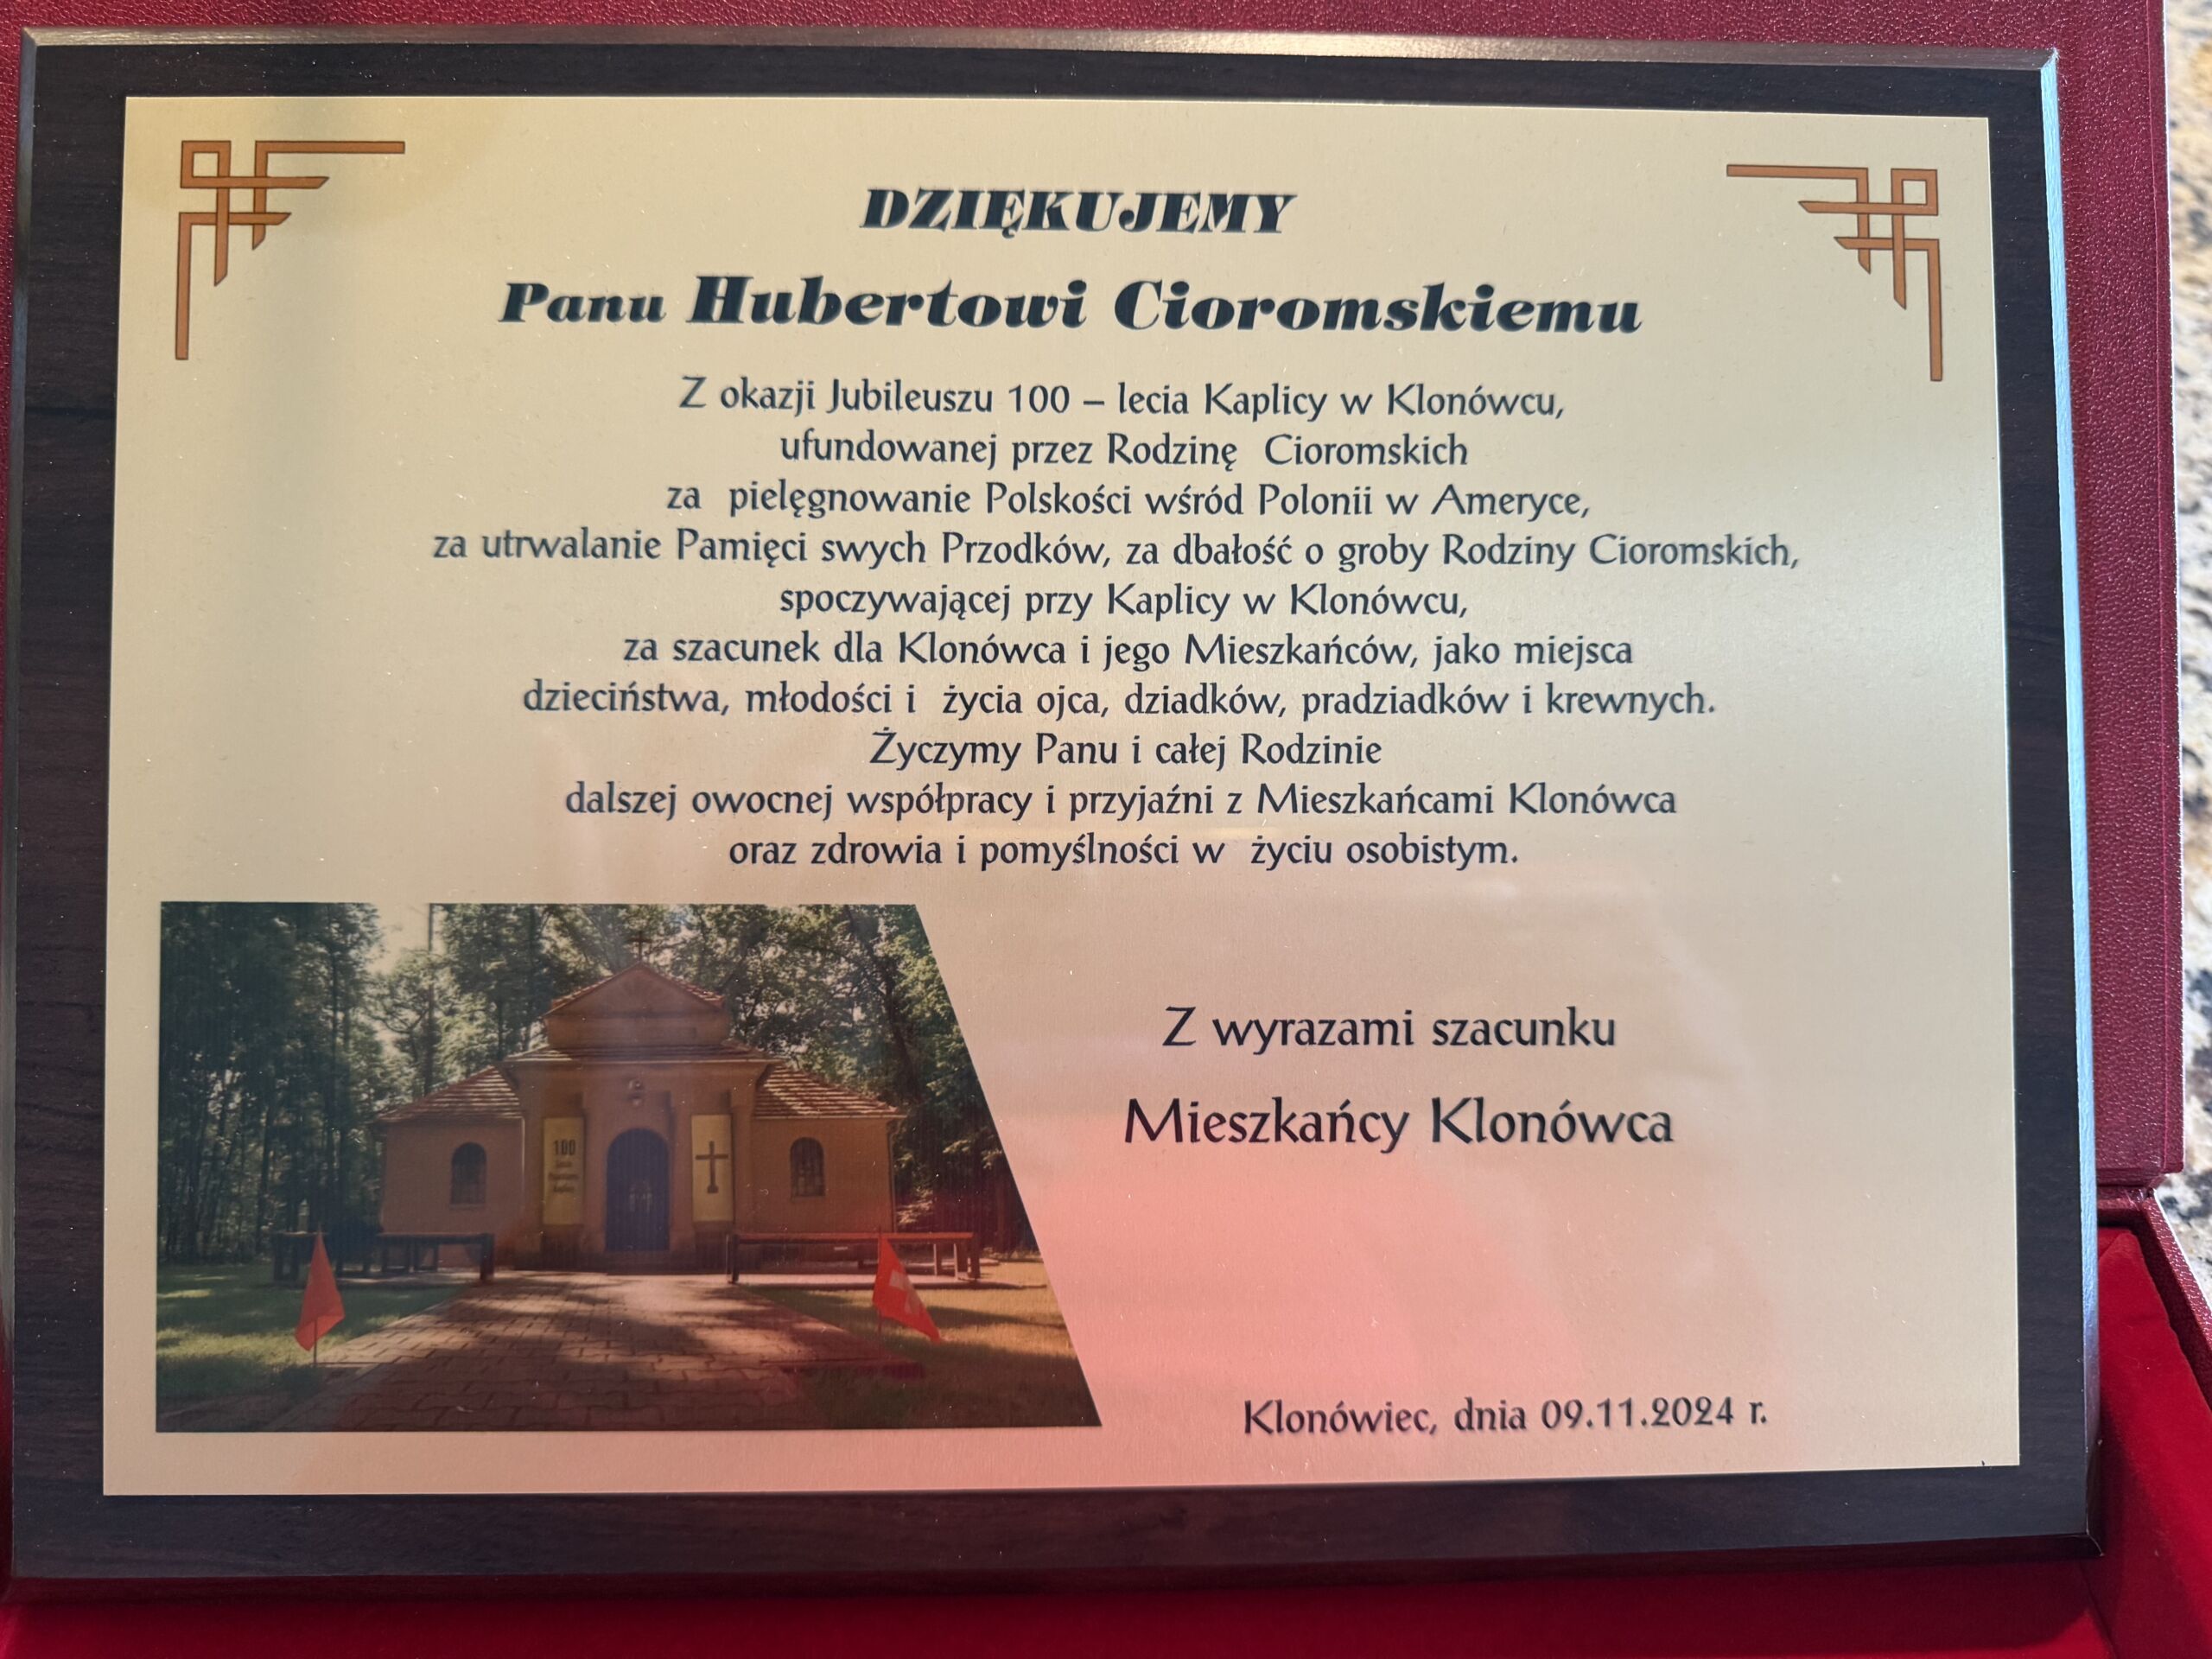 DZIĘKUJEMY
Panu Hubertowi Cioromskiemu
Z okazji Jubileuszu 100 – lecia Kaplicy w Klonówcu,
ufundowanej przez Rodzinę Cioromskich
za pielęgnowanie Polskości wśród Polonii w Ameryce,
za utrwalanie Pamięci swych Przodków, za dbałość o groby Rodziny Cioromskich,
spoczywającej przy Kaplicy w Klonówcu,
za szacunek dla Klonówca i jego Mieszkańców, jako miejsca
dzieciństwa, młodości i życia ojca, dziadków, pradziadków i krewnych.
Życzymy Panu i całej Rodzinie
dalszej owocnej współpracy i przyjaźni z Mieszkańcami Klonówca
oraz zdrowia i pomyślności w życiu osobistym.
Z wyrazami szacunku
Mieszkańcy Klonówca
100
Klonówiec, dnia 09.11.2024 r.